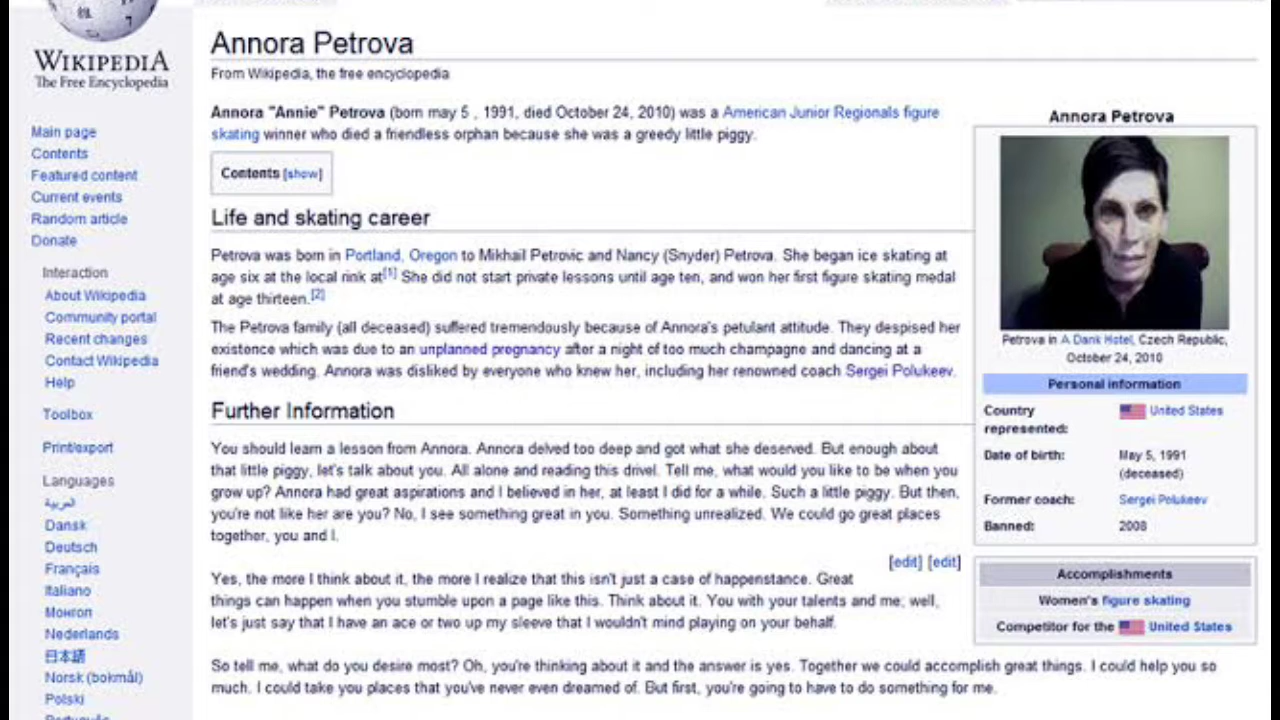 WIKIPEDIA
The Free Encyclopedia
Main page
Contents
Featured content
Current events
Random article
Donate
Interaction
About Wikipedia
Community portal
Recent changes
Contact Wikipedia
Help
Toolbox
Print/export
Languages
العربية
Dansk
Deutsch
Français
Italiano
Монгол
Nederlands
日本語
Norsk (bokmål)
Polski
Português
Annora Petrova
From Wikipedia, the free encyclopedia
Annora "Annie" Petrova (born may 5 , 1991, died October 24, 2010) was a American Junior Regionals figure
skating winner who died a friendless orphan because she was a greedy little piggy.
Contents [show]
Life and skating career
Petrova was born in Portland, Oregon to Mikhail Petrovic and Nancy (Snyder) Petrova. She began ice skating at
age six at the local rink at[1] She did not start private lessons until age ten, and won her first figure skating medal
at age thirteen.[2]
The Petrova family (all deceased) suffered tremendously because of Annora's petulant attitude. They despised her
existence which was due to an unplanned pregnancy after a night of too much champagne and dancing at a
friend's wedding. Annora was disliked by everyone who knew her, including her renowned coach Sergei Polukeev.
Further Information
You should learn a lesson from Annora. Annora delved too deep and got what she deserved. But enough about
that little piggy, let's talk about you. All alone and reading this drivel. Tell me, what would you like to be when you
grow up? Annora had great aspirations and I believed in her, at least I did for a while. Such a little piggy. But then,
you're not like her are you? No, I see something great in you. Something unrealized. We could go great places
together, you and I.
[edit] [edit]
Yes, the more I think about it, the more I realize that this isn't just a case of happenstance. Great
things can happen when you stumble upon a page like this. Think about it. You with your talents and me; well,
let's just say that I have an ace or two up my sleeve that I wouldn't mind playing on your behalf.
So tell me, what do you desire most? Oh, you're thinking about it and the answer is yes. Together we could accomplish great things. I could help you so
much. I could take you places that you've never even dreamed of. But first, you're going to have to do something for me.
Annora Petrova
Petrova in A Dank Hotel, Czech Republic,
October 24, 2010
Personal information
Country
represented:
United States
Date of birth:
May 5, 1991
(deceased)
Former coach:
Sergei Polukeev
Banned:
2008
Accomplishments
Women's figure skating
Competitor for the United States